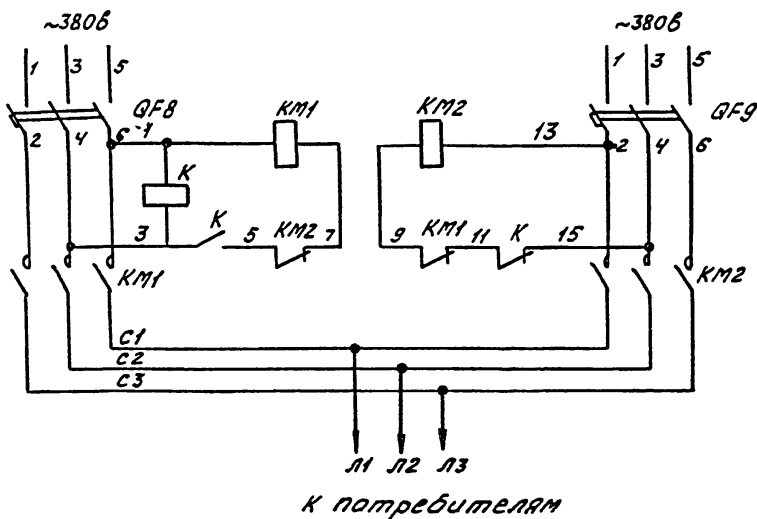 ~380в ~380в
1 3 5 1 3 5
QF8 КМ1 КМ2 QF9
2 4 6 -1 13 2 4 6
К
3 К 5 КМ2 7 9 КМ1 11 К 15
КМ1 КМ2
С1
С2
С3
Л1 Л2 Л3
К потребителям